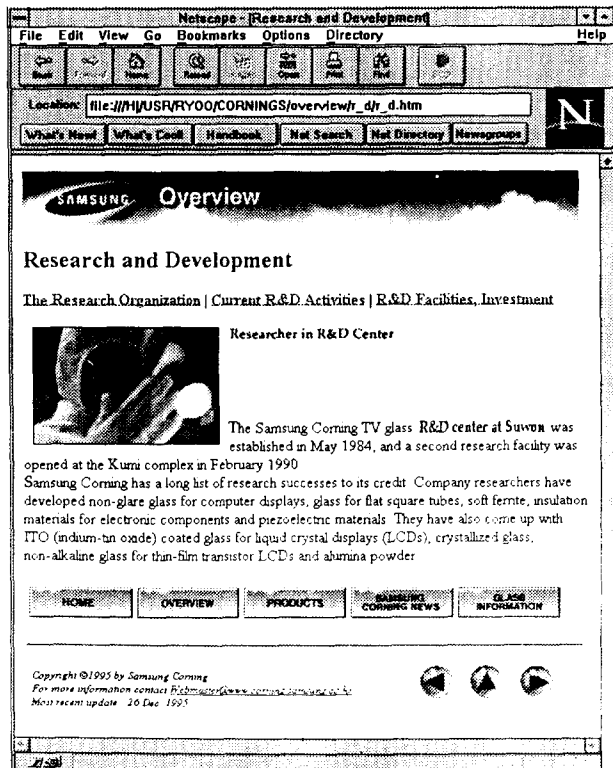 Netscape - [Research and Development]
File Edit View Go Bookmarks Options Directory Help
Back Forward Home Reload Open Print Find
Location: file:///H|/USR/RYOO/CORNINGS/overview/r_d/r_d.htm
What's New! What's Cool! Handbook Net Search Net Directory Newsgroups
N
SAMSUNG Overview
Research and Development
The Research Organization | Current R&D Activities | R&D Facilities, Investment
Researcher in R&D Center
The Samsung Corning TV glass R&D center at Suwon was
established in May 1984, and a second research facility was
opened at the Kumi complex in February 1990
Samsung Corning has a long list of research successes to its credit. Company researchers have
developed non-glare glass for computer displays, glass for flat square tubes, soft ferrite, insulation
materials for electronic components and piezoelectric materials. They have also come up with
ITO (indium-tin oxide) coated glass for liquid crystal displays (LCDs), crystallized glass,
non-alkaline glass for thin-film transistor LCDs and alumina powder
HOME OVERVIEW PRODUCTS SAMSUNG CORNING NEWS GLASS INFORMATION
Copyright ©1995 by Samsung Corning
For more information contact
Most recent update 26 Dec 1995